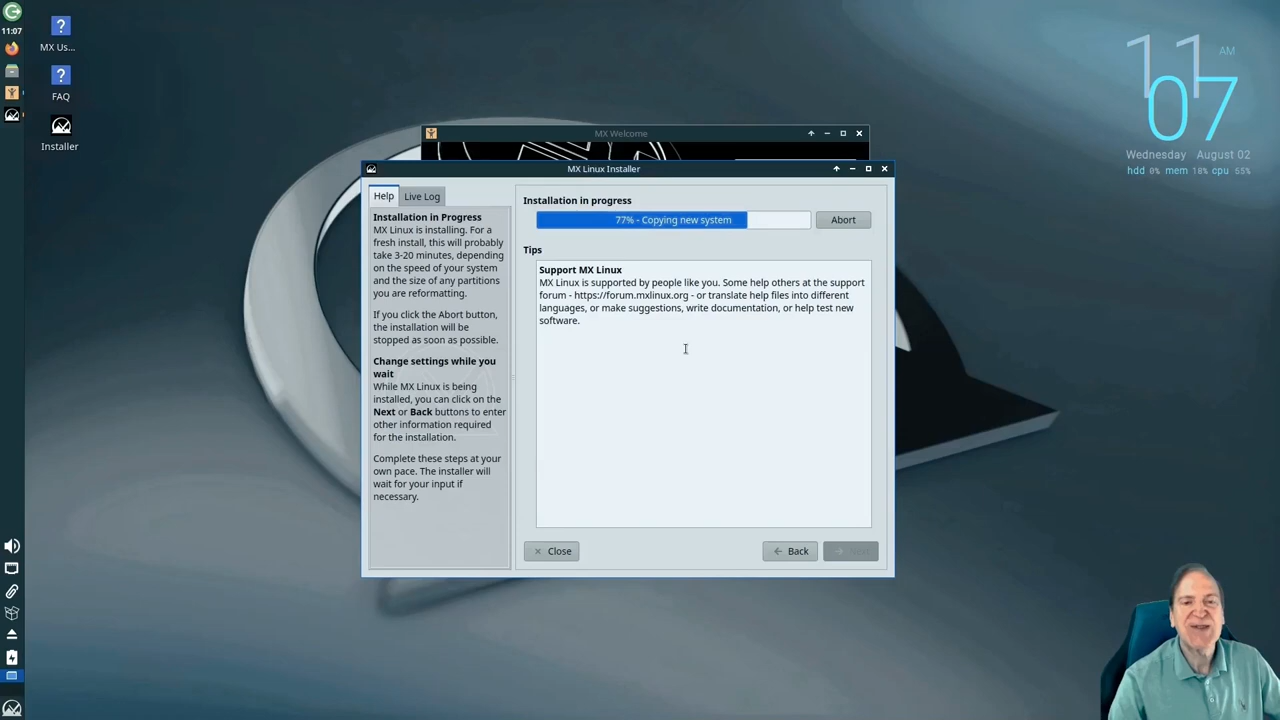 11:07
MX Us...
FAQ
Installer
11 AM
07
Wednesday August 02
hdd 0% mem 18% cpu 55%
MX Welcome
MX Linux Installer
Help
Live Log
Installation in Progress
MX Linux is installing. For a
fresh install, this will probably
take 3-20 minutes, depending
on the speed of your system
and the size of any partitions
you are reformatting.
If you click the Abort button,
the installation will be
stopped as soon as possible.
Change settings while you
wait
While MX Linux is being
installed, you can click on the
Next or Back buttons to enter
other information required
for the installation.
Complete these steps at your
own pace. The installer will
wait for your input if
necessary.
Installation in progress
77% - Copying new system
Abort
Tips
Support MX Linux
MX Linux is supported by people like you. Some help others at the support
forum - https://forum.mxlinux.org - or translate help files into different
languages, or make suggestions, write documentation, or help test new
software.
Close
Back
Next